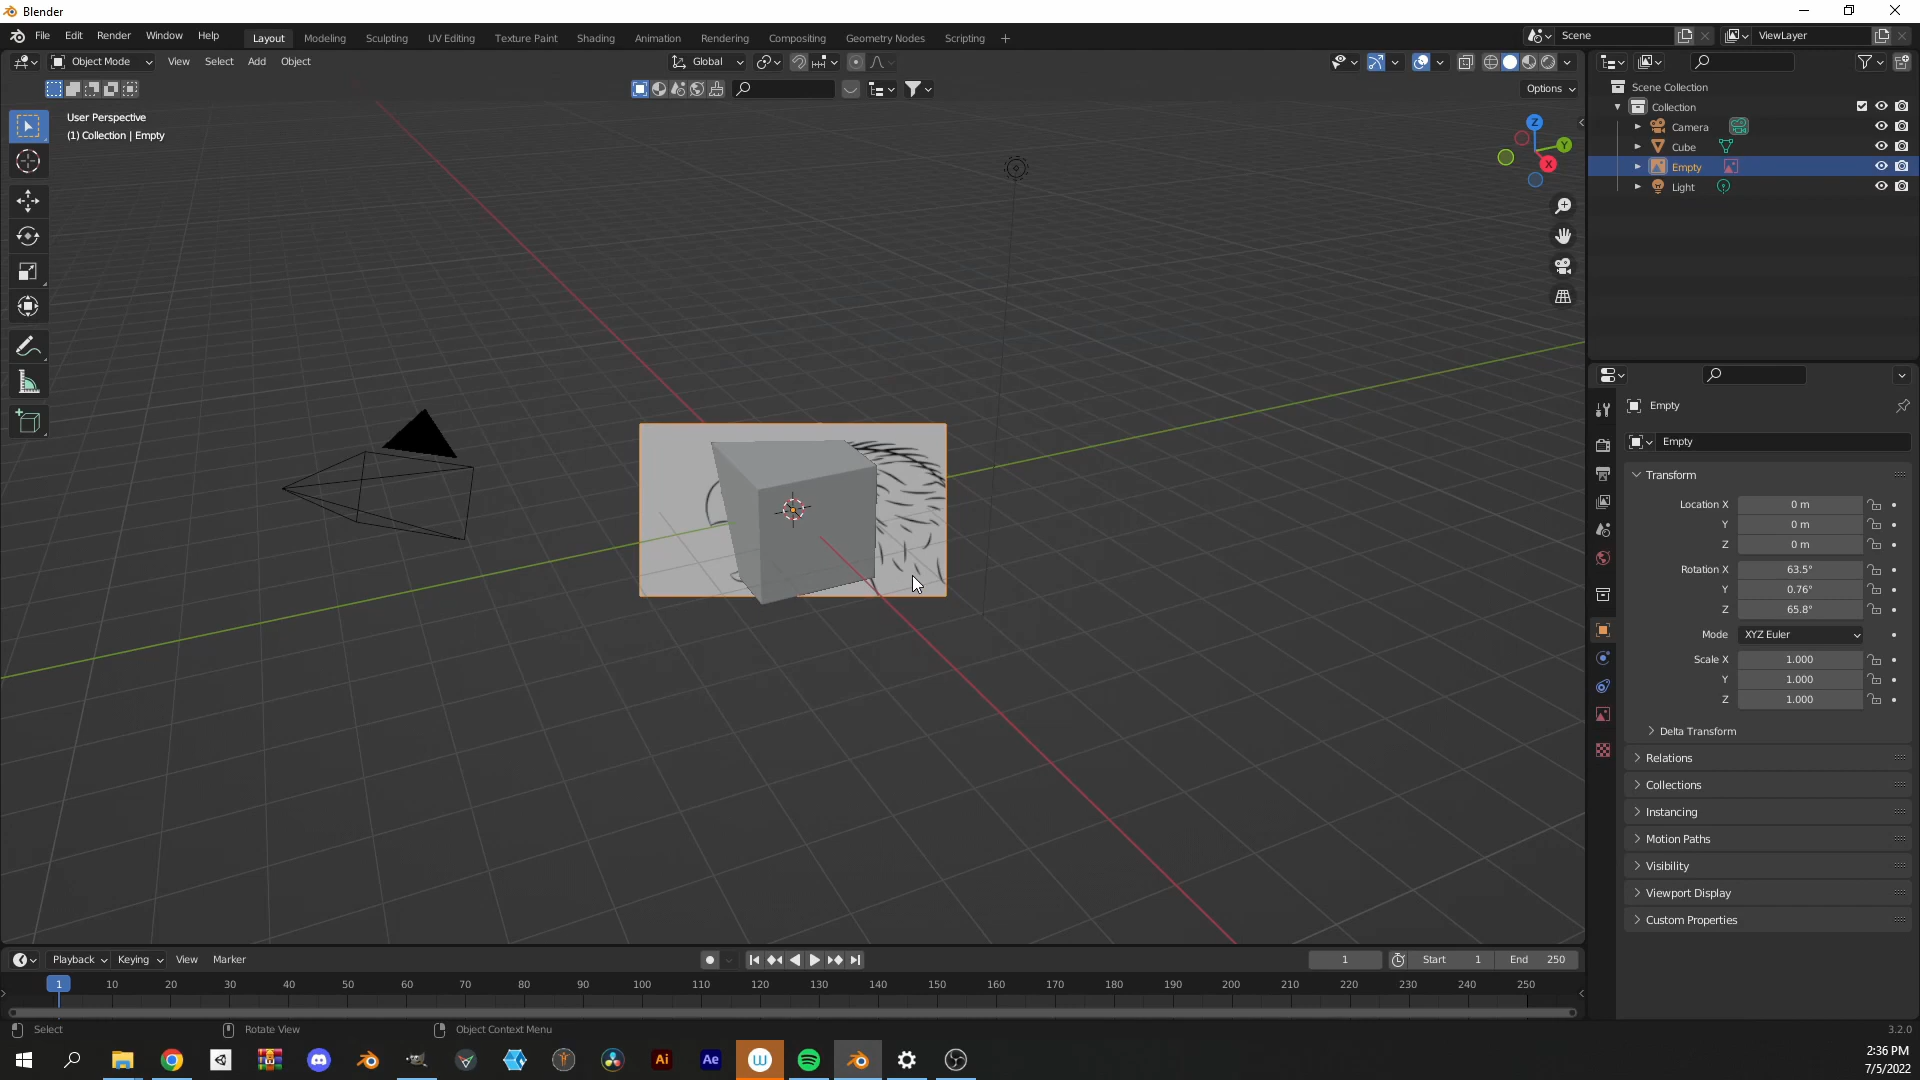 Blender
File Edit Render Window Help Layout Modeling Sculpting UV Editing Texture Paint Shading Animation Rendering Compositing Geometry Nodes Scripting + Scene ViewLayer
Object Mode View Select Add Object Global
Options
User Perspective
(1) Collection | Empty
Z
Y
X
Scene Collection
Collection
Camera
Cube
Empty
Light
Empty
Empty
Transform
Location X 0 m
Y 0 m
Z 0 m
Rotation X 63.5°
Y 0.76°
Z 65.8°
Mode XYZ Euler
Scale X 1.000
Y 1.000
Z 1.000
Delta Transform
Relations
Collections
Instancing
Motion Paths
Visibility
Viewport Display
Custom Properties
Playback Keying View Marker 1 Start 1 End 250
1 10 20 30 40 50 60 70 80 90 100 110 120 130 140 150 160 170 180 190 200 210 220 230 240 250
Select Rotate View Object Context Menu 3.2.0
Ai Ae W
2:36 PM
7/5/2022